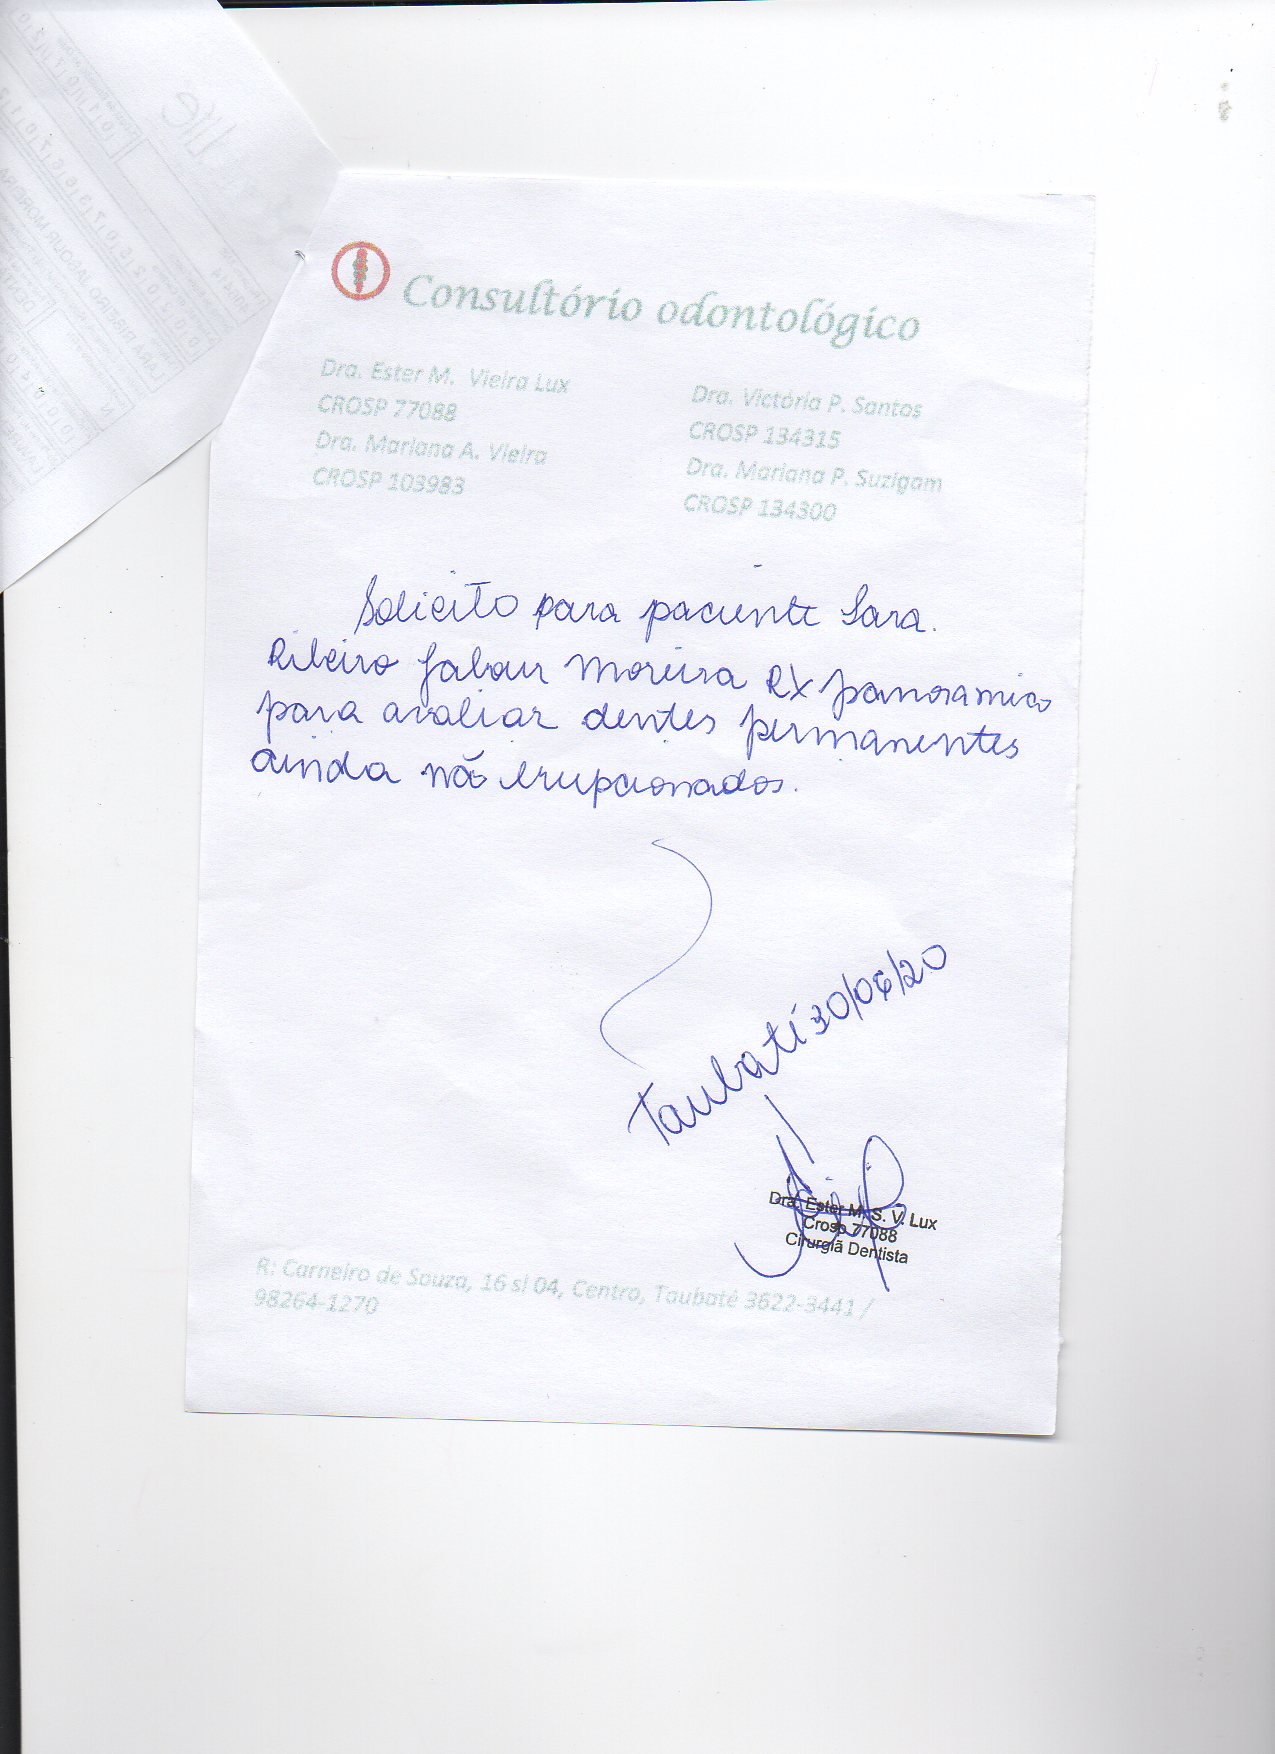 Consultório odontológico
Dra. Ester M. Vieira Lux
CROSP 77088
Dra. Mariana A. Vieira
CROSP 103983
Dra. Victória P. Santos
CROSP 134315
Dra. Mariana P. Suzigam
CROSP 134300
Solicito para paciente Sara.
Ribeiro Jabour Moreira RX panoramico
para avaliar dentes permanentes
ainda não erupcionados.
Taubaté 30/06/20
Dra. Ester M. S. V. Lux
Crosp 77088
Cirurgiã Dentista
R: Carneiro de Souza, 16 sl 04, Centro, Taubaté 3622-3441 /
98264-1270